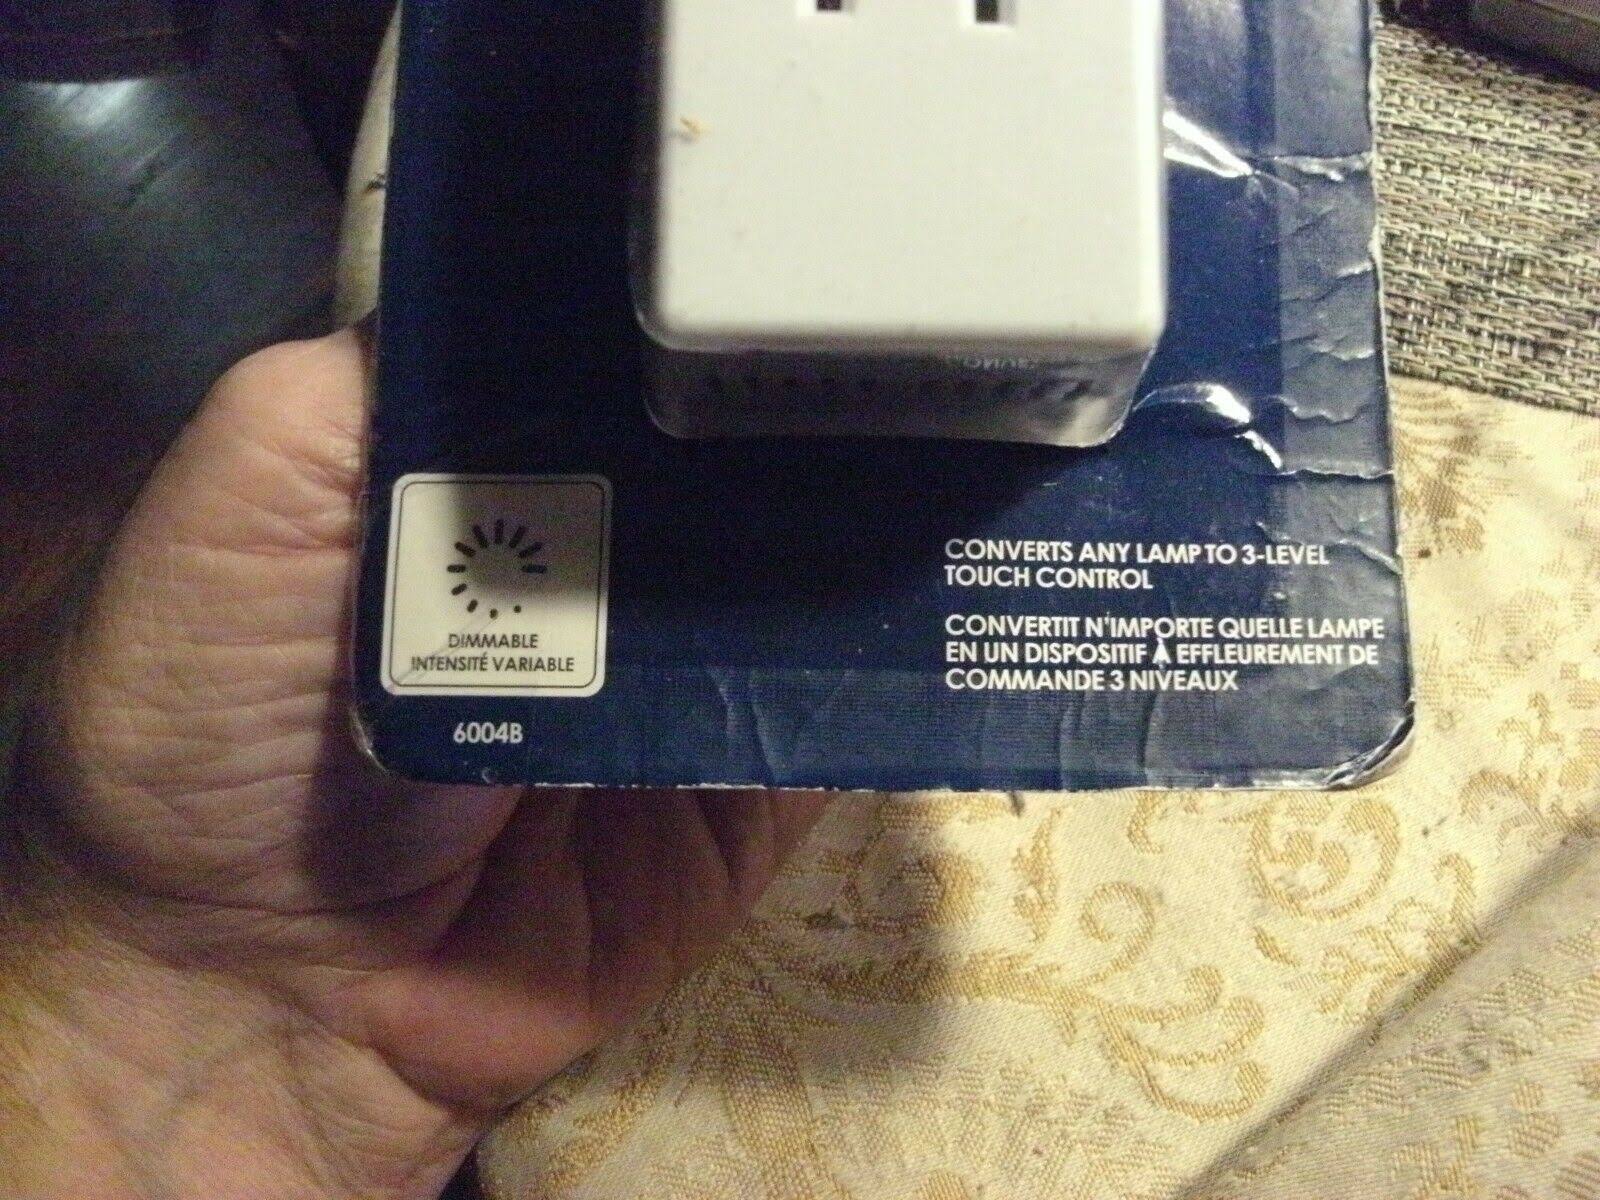 DIMMABLE
INTENSITÉ VARIABLE
6004B
CONVERTS ANY LAMP TO 3-LEVEL
TOUCH CONTROL
CONVERTIT N'IMPORTE QUELLE LAMPE
EN UN DISPOSITIF À EFFLEUREMENT DE
COMMANDE 3 NIVEAUX